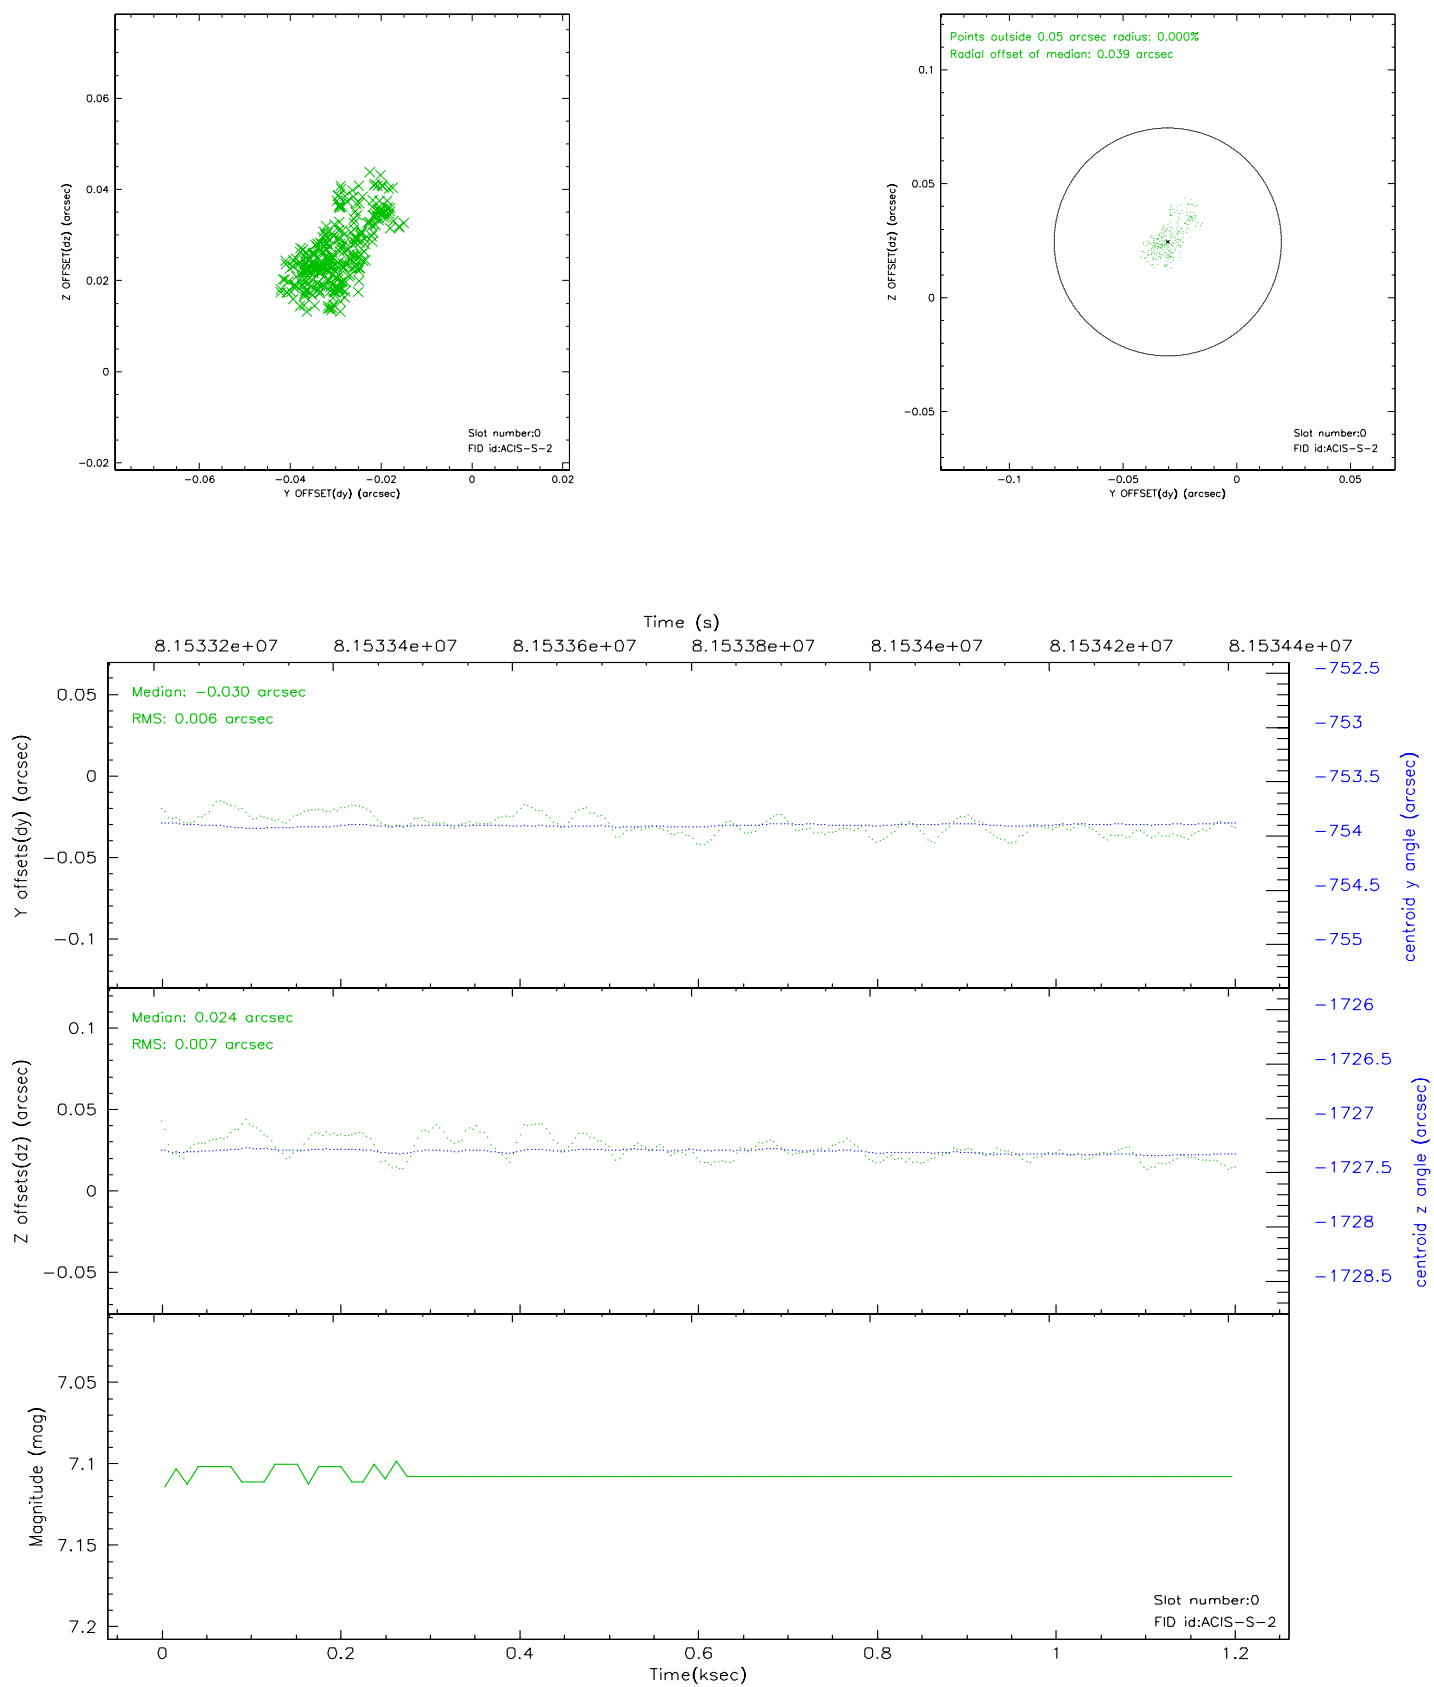 0.06
0.04
0.02
0
-0.02
Z OFFSET(dz) (arcsec)
Slot number:0
FID id:ACIS-S-2
-0.06
-0.04
-0.02
0
0.02
Y OFFSET(dy) (arcsec)
Points outside 0.05 arcsec radius: 0.000%
Radial offset of median: 0.039 arcsec
0.1
0.05
0
-0.05
Z OFFSET(dz) (arcsec)
Slot number:0
FID id:ACIS-S-2
-0.1
-0.05
0
0.05
Y OFFSET(dy) (arcsec)
Time (s)
8.15332e+07
8.15334e+07
8.15336e+07
8.15338e+07
8.1534e+07
8.15342e+07
8.15344e+07
Median: -0.030 arcsec
RMS: 0.006 arcsec
0.05
0
-0.05
-0.1
Y offsets(dy) (arcsec)
-752.5
-753
-753.5
-754
-754.5
-755
centroid y angle (arcsec)
Median: 0.024 arcsec
RMS: 0.007 arcsec
0.1
0.05
0
-0.05
Z offsets(dz) (arcsec)
-1726
-1726.5
-1727
-1727.5
-1728
-1728.5
centroid z angle (arcsec)
7.05
7.1
7.15
7.2
Magnitude (mag)
Slot number:0
FID id:ACIS-S-2
0
0.2
0.4
0.6
0.8
1
1.2
Time(ksec)